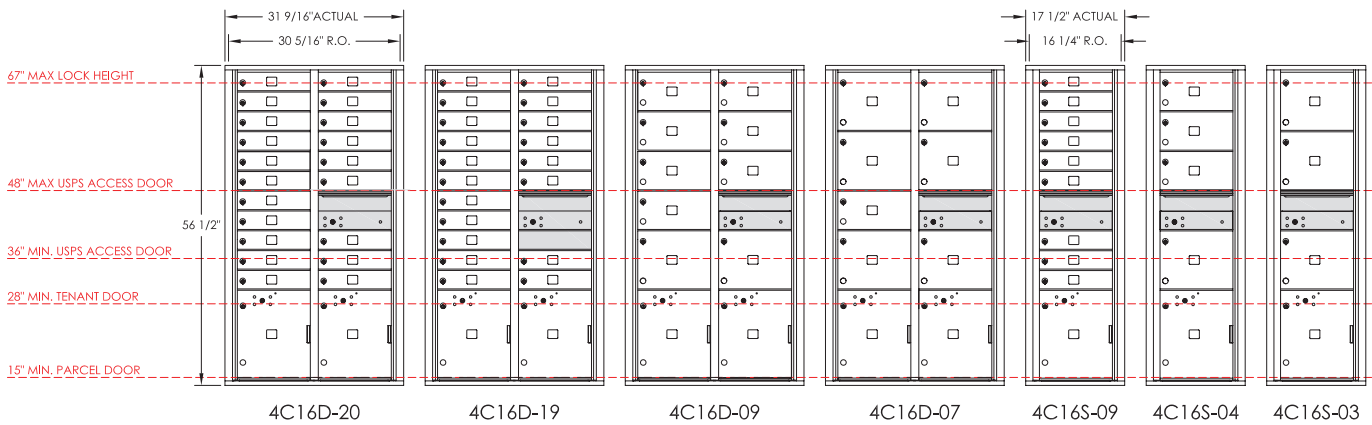 31 9/16"ACTUAL
30 5/16" R.O.
17 1/2" ACTUAL
16 1/4" R.O.
67" MAX LOCK HEIGHT
48" MAX USPS ACCESS DOOR
56 1/2"
36" MIN. USPS ACCESS DOOR
28" MIN. TENANT DOOR
15" MIN. PARCEL DOOR
4C16D-20
4C16D-19
4C16D-09
4C16D-07
4C16S-09
4C16S-04
4C16S-03